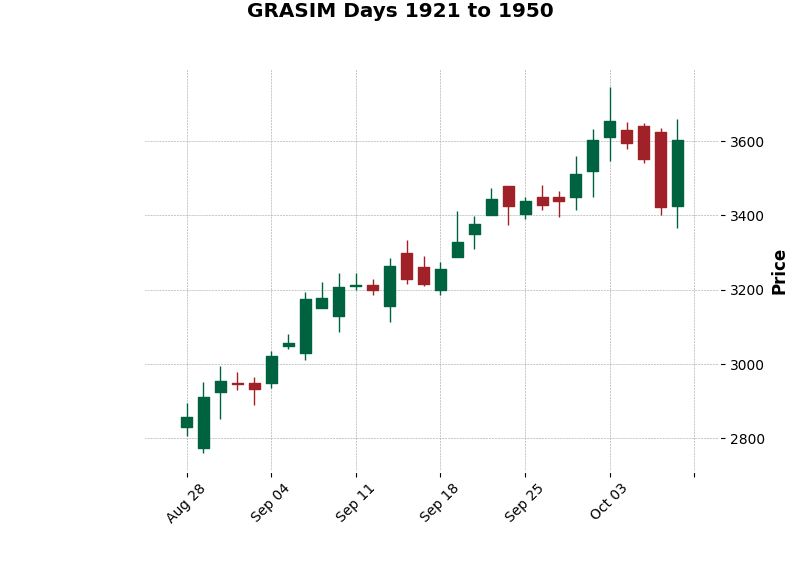 GRASIM Days 1921 to 1950
3600
3400
3200
3000
2800
Price
Aug 28
Sep 04
Sep 11
Sep 18
Sep 25
Oct 03